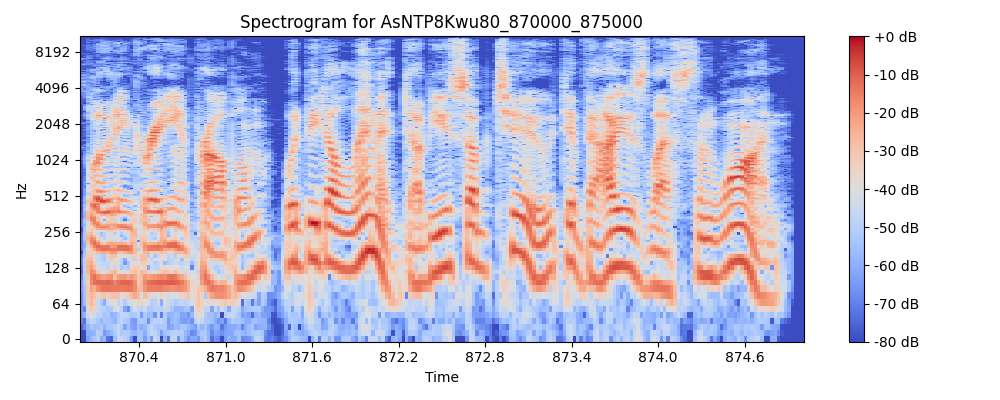 Spectrogram for AsNTP8Kwu80_870000_875000
8192
4096
2048
1024
512
256
128
64
0
Hz
870.4 871.0 871.6 872.2 872.8 873.4 874.0 874.6
Time
+0 dB
-10 dB
-20 dB
-30 dB
-40 dB
-50 dB
-60 dB
-70 dB
-80 dB